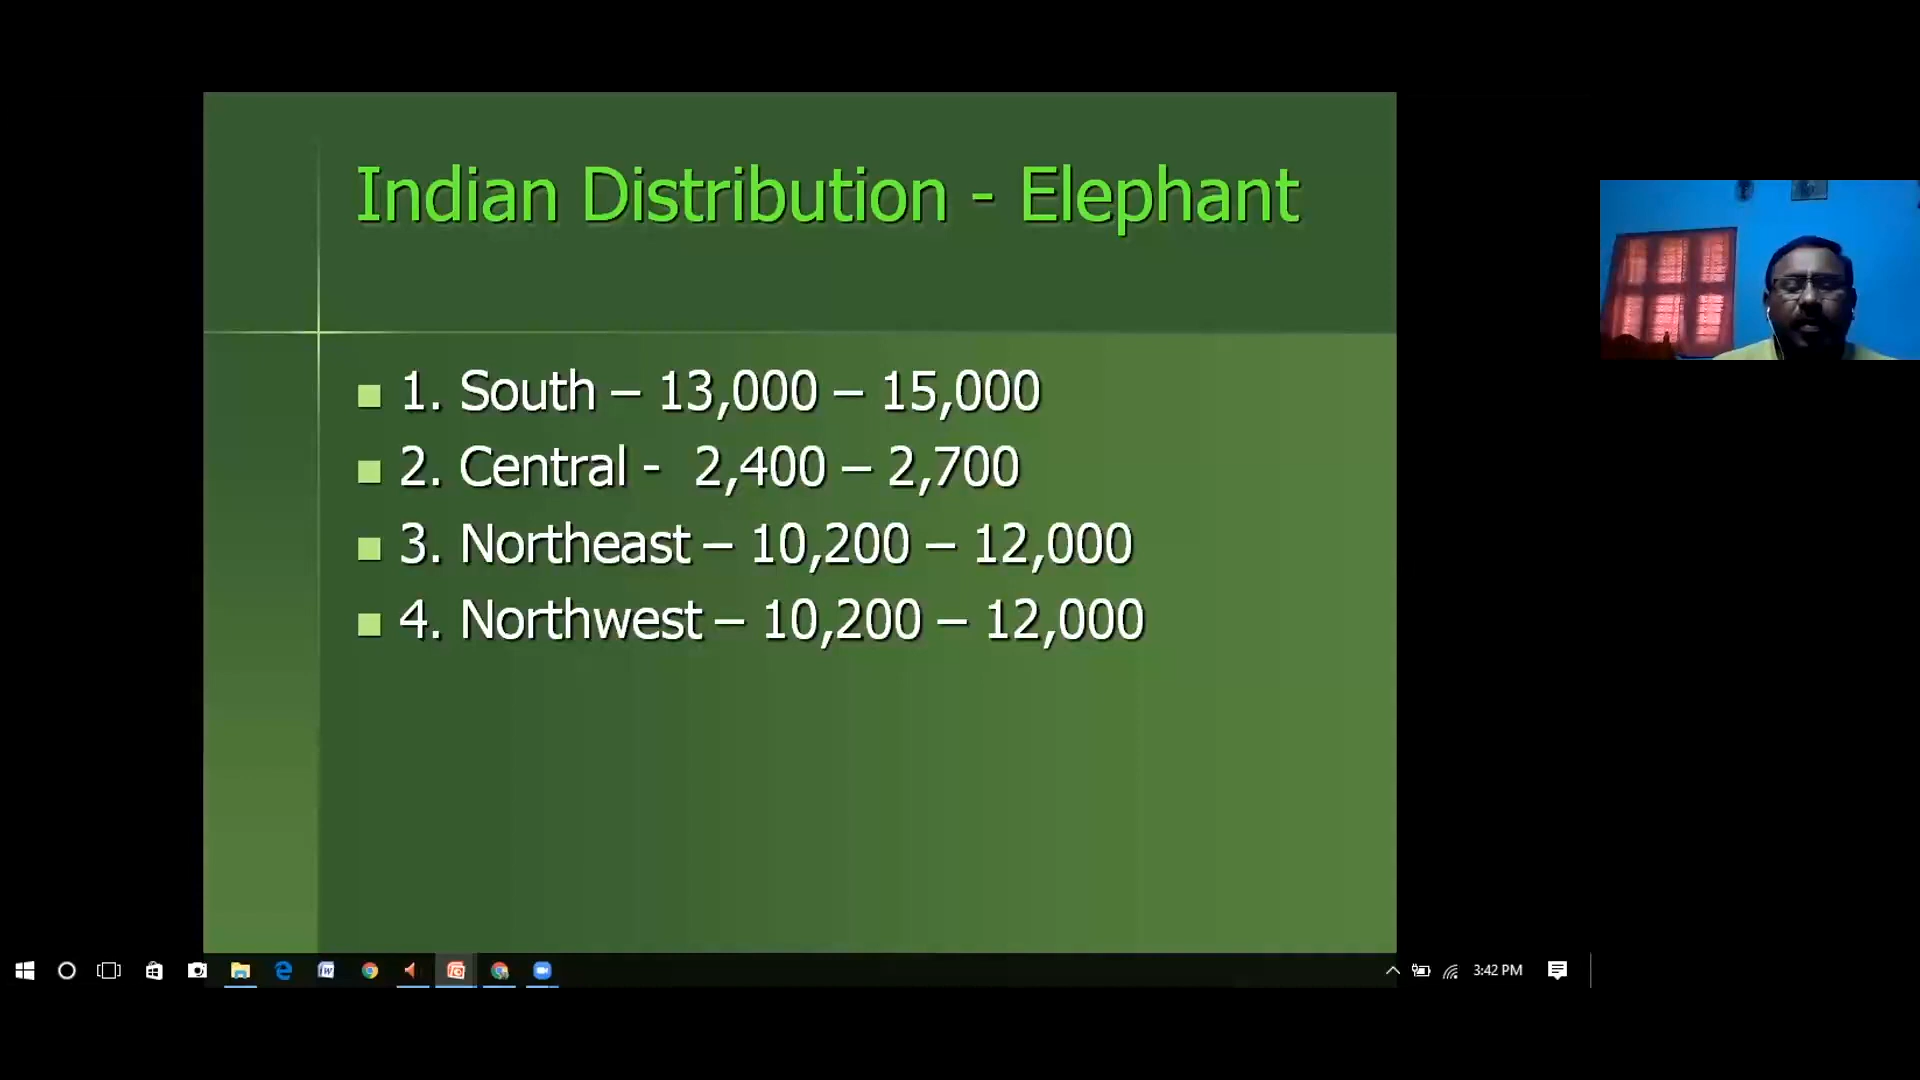 Indian Distribution - Elephant
1. South – 13,000 – 15,000
2. Central - 2,400 – 2,700
3. Northeast – 10,200 – 12,000
4. Northwest – 10,200 – 12,000
3:42 PM